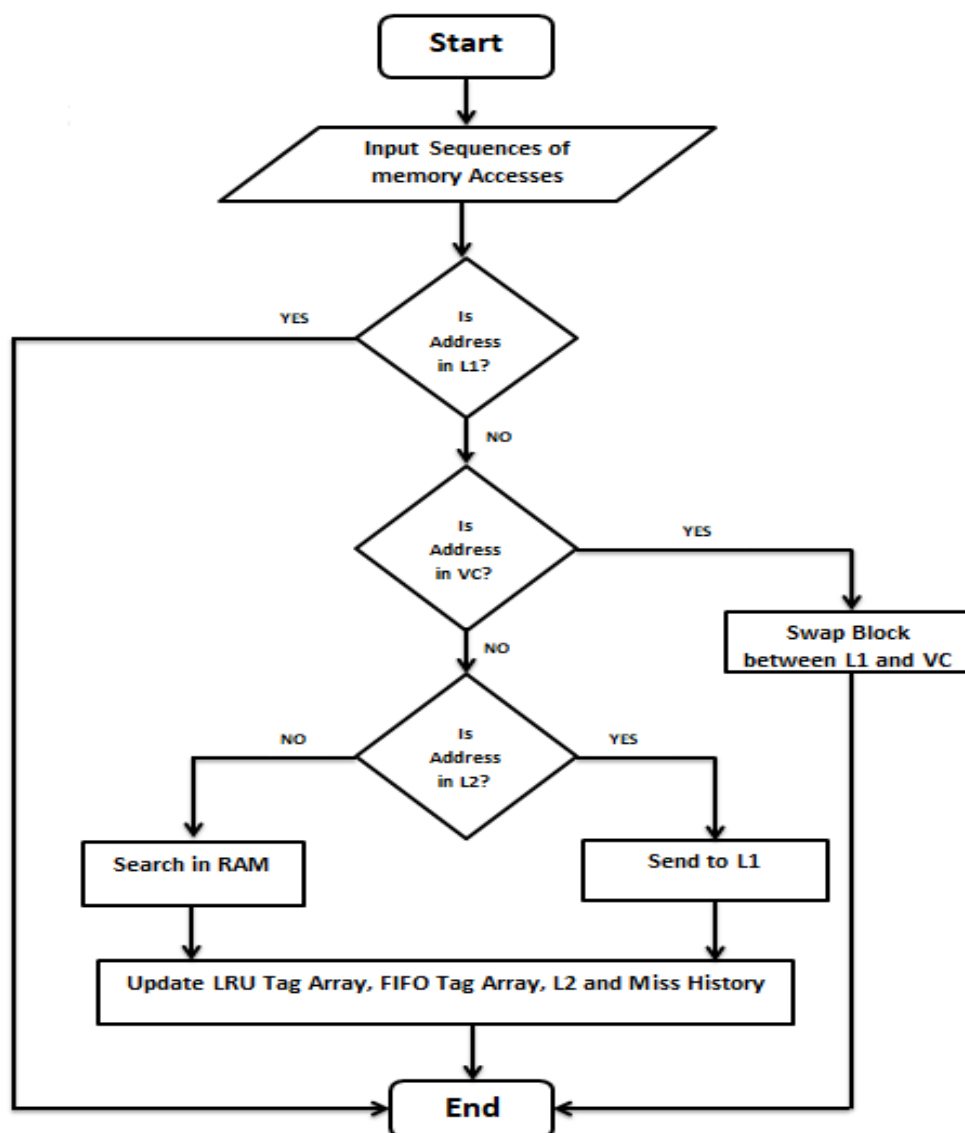 Start
Input Sequences of
memory Accesses
Is
Address
in L1?
YES
NO
Is
Address
in VC?
YES
NO
Swap Block
between L1 and VC
Is
Address
in L2?
NO
YES
Search in RAM
Send to L1
Update LRU Tag Array, FIFO Tag Array, L2 and Miss History
End